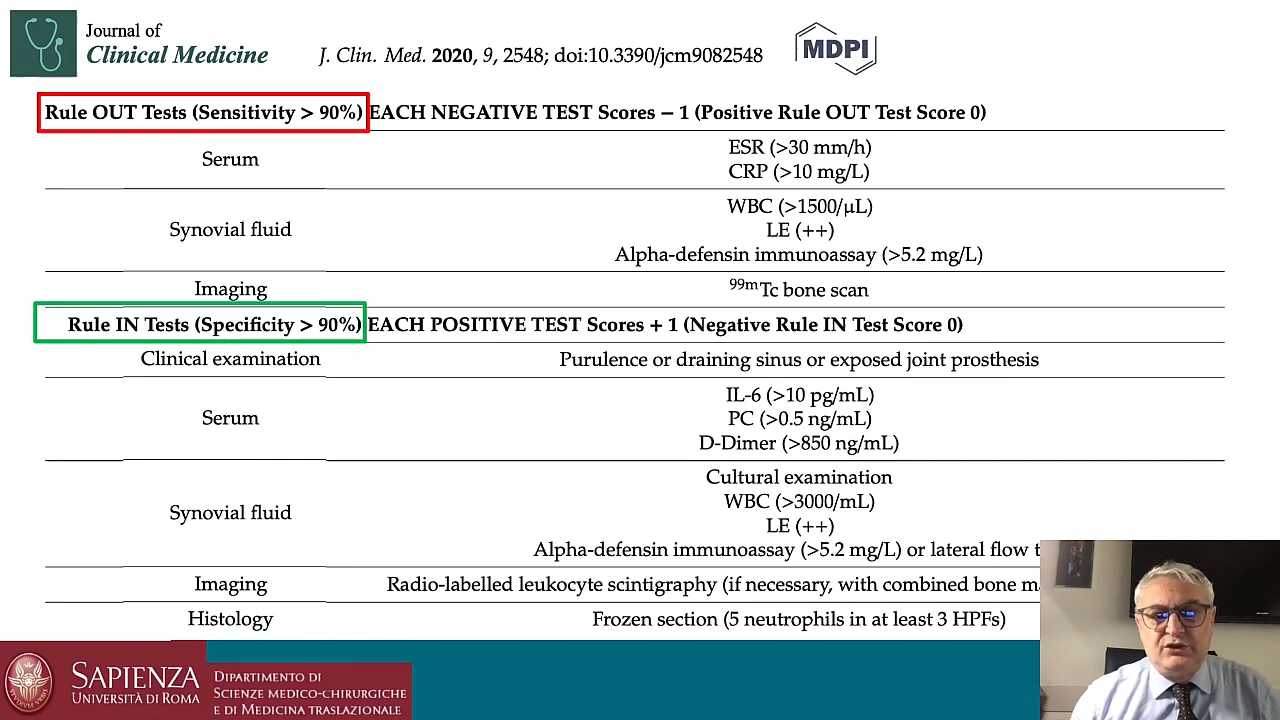 Journal of
Clinical Medicine
J. Clin. Med. 2020, 9, 2548; doi:10.3390/jcm9082548
MDPI
Rule OUT Tests (Sensitivity > 90%) EACH NEGATIVE TEST Scores − 1 (Positive Rule OUT Test Score 0)
Serum
ESR (>30 mm/h)
CRP (>10 mg/L)
Synovial fluid
WBC (>1500/μL)
LE (++)
Alpha-defensin immunoassay (>5.2 mg/L)
Imaging
99mTc bone scan
Rule IN Tests (Specificity > 90%) EACH POSITIVE TEST Scores + 1 (Negative Rule IN Test Score 0)
Clinical examination
Purulence or draining sinus or exposed joint prosthesis
Serum
IL-6 (>10 pg/mL)
PC (>0.5 ng/mL)
D-Dimer (>850 ng/mL)
Synovial fluid
Cultural examination
WBC (>3000/mL)
LE (++)
Alpha-defensin immunoassay (>5.2 mg/L) or lateral flow
Imaging
Radio-labelled leukocyte scintigraphy (if necessary, with combined bone
Histology
Frozen section (5 neutrophils in at least 3 HPFs)
SAPIENZA
UNIVERSITÀ DI ROMA
DIPARTIMENTO DI
SCIENZE MEDICO-CHIRURGICHE
E DI MEDICINA TRASLAZIONALE